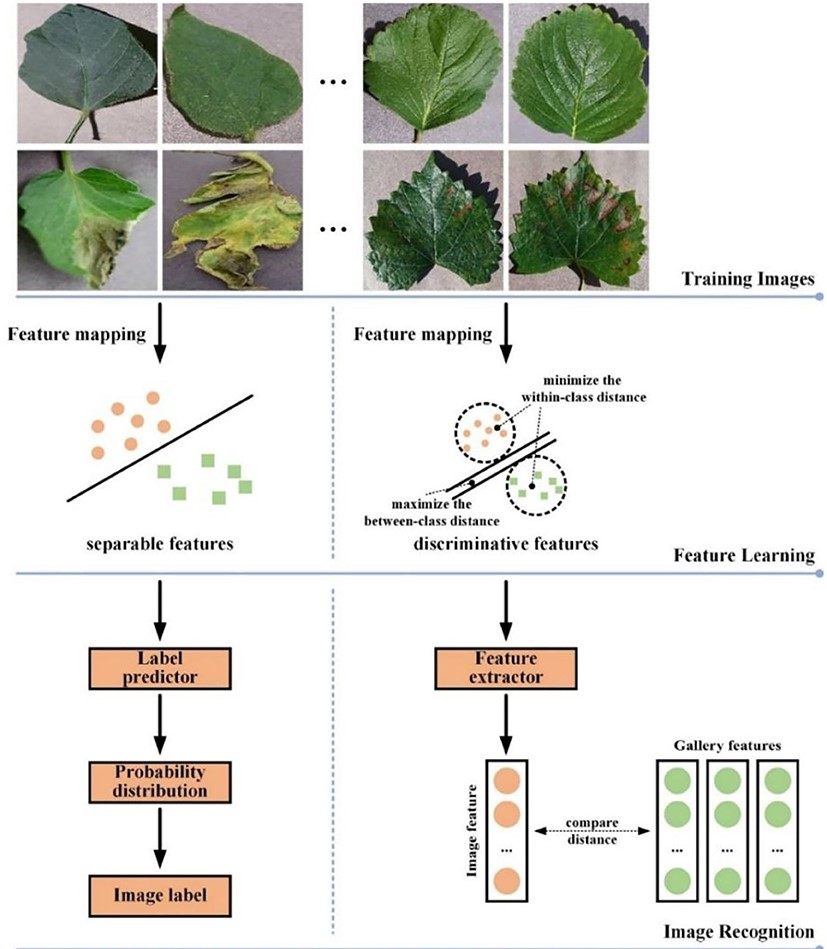 ...
...
Training Images
Feature mapping
Feature mapping
minimize the
within-class distance
maximize the
between-class distance
separable features
discriminative features
Feature Learning
Label
predictor
Feature
extractor
Probability
distribution
Gallery features
Image feature
compare
distance
...
...
...
...
Image label
Image Recognition